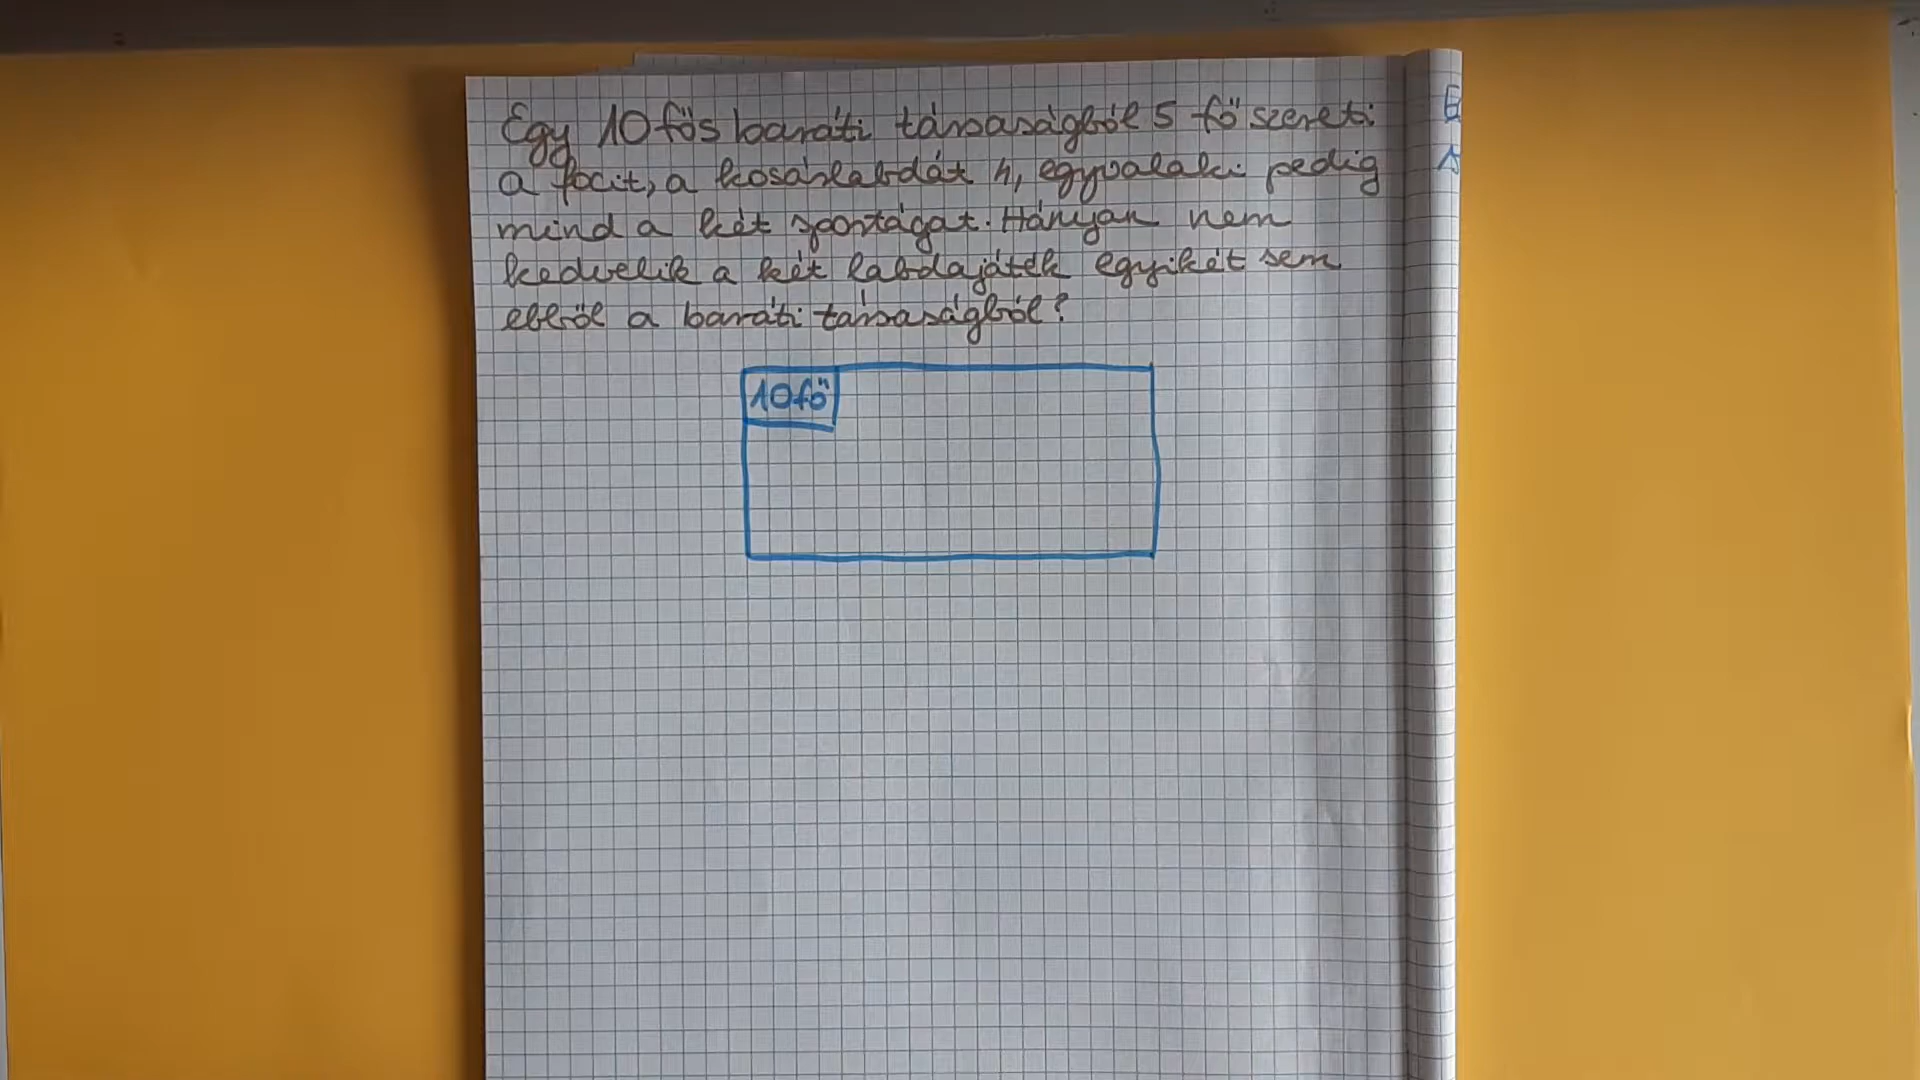 Egy 10 fős baráti társaságból 5 fő szereti
a focit, a kosárlabdát 4, egyvalaki pedig
mind a két sportágat. Hányan nem
kedvelik a két labdajáték egyikét sem
ebből a baráti társaságból?
10 fő